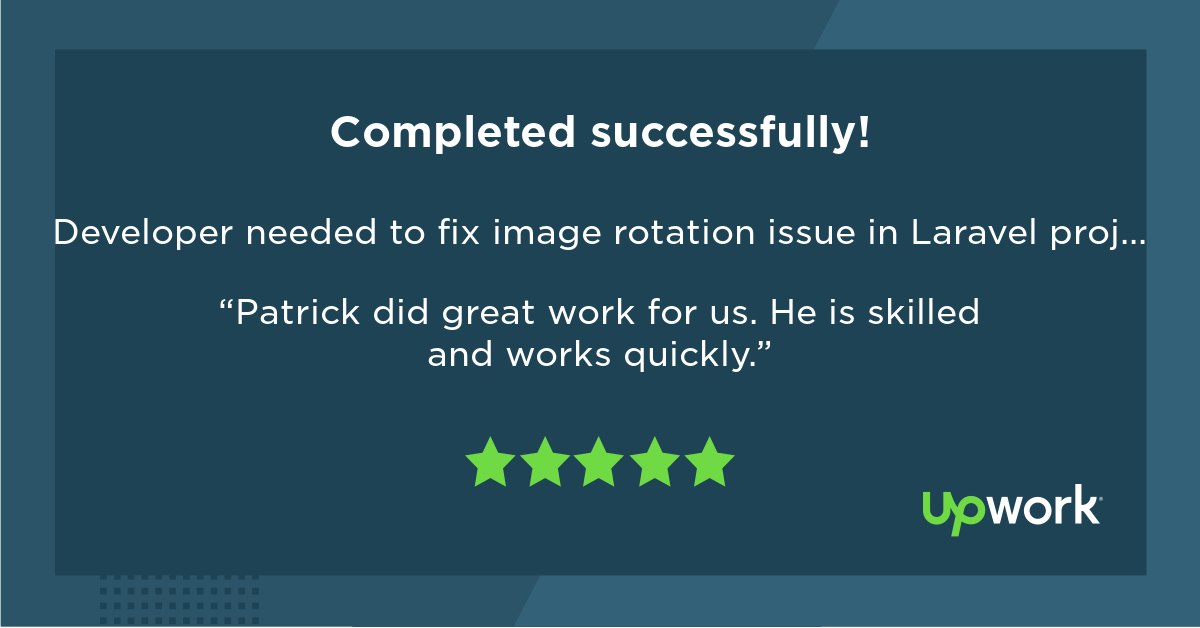 Completed successfully!
Developer needed to fix image rotation issue in Laravel proj...
“Patrick did great work for us. He is skilled
and works quickly.”
upwork